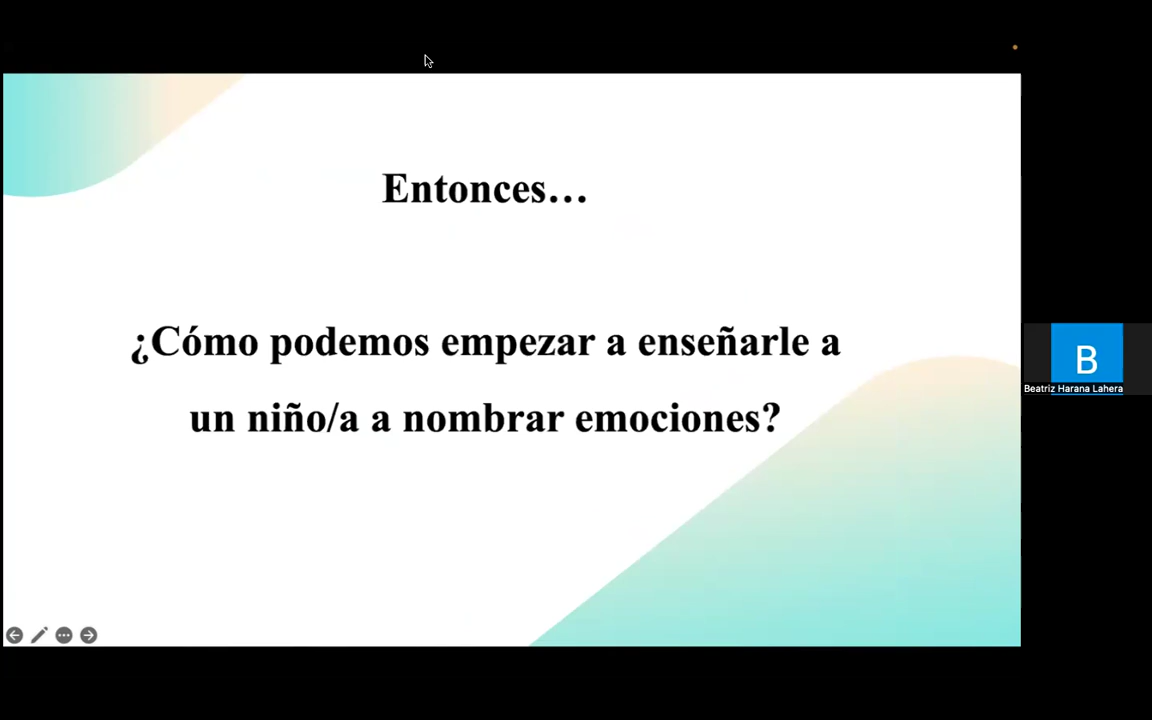 Entonces…
¿Cómo podemos empezar a enseñarle a
un niño/a a nombrar emociones?
B
Beatriz Harana Lahera